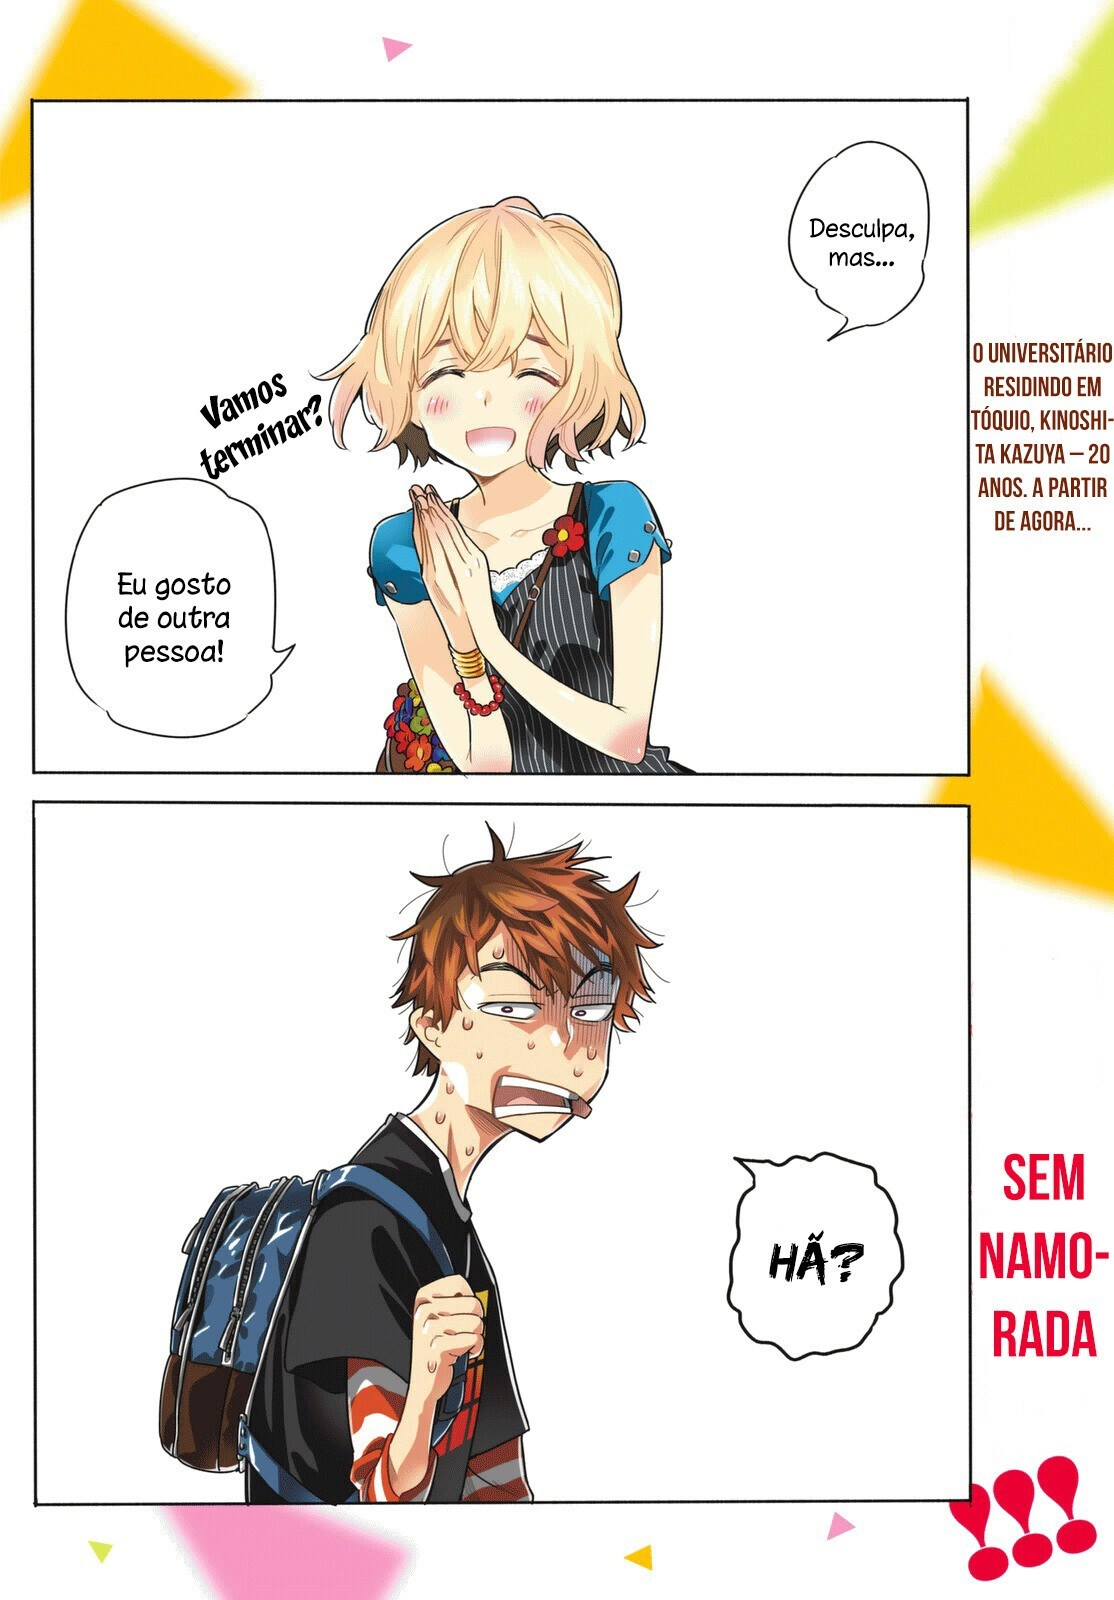 Desculpa,
mas...
Vamos
terminar?
Eu gosto
de outra
pessoa!
O UNIVERSITÁRIO
RESIDINDO EM
TÓQUIO, KINOSHI-
TA KAZUYA – 20
ANOS. A PARTIR
DE AGORA...
HÃ?
SEM
NAMO-
RADA
!!!